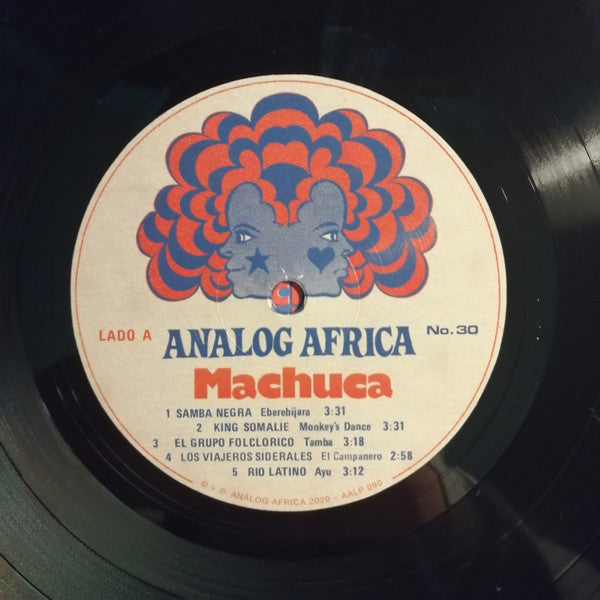 LADO A ANALOG AFRICA No. 30
Machuca
1 SAMBA NEGRA Eberebijara 3:31
2 KING SOMALIE Monkey's Dance 3:31
3 EL GRUPO FOLCLORICO Tamba 3:18
4 LOS VIAJEROS SIDERALES El Campanero 2:58
5 RIO LATINO Ayu 3:12
© + ℗ ANALOG AFRICA 2020 – AALP 090